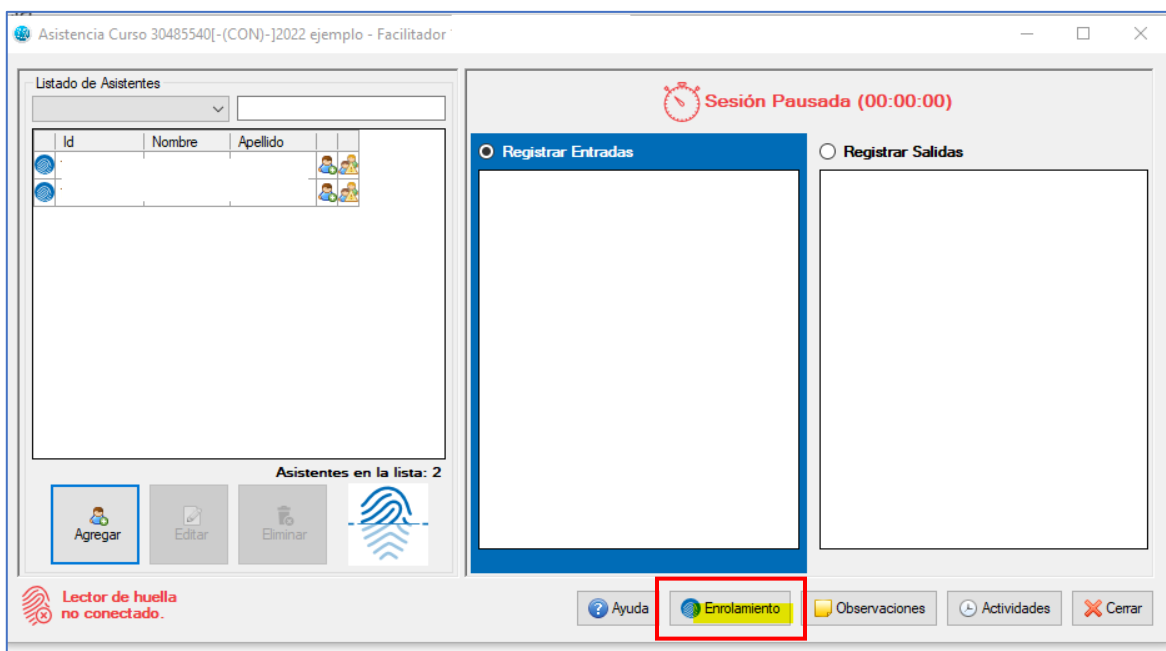 Asistencia Curso 30485540[-(CON)-]2022 ejemplo - Facilitador
Listado de Asistentes
Id Nombre Apellido
Asistentes en la lista: 2
Agregar Editar Eliminar
Lector de huella
no conectado.
Sesión Pausada (00:00:00)
Registrar Entradas
Registrar Salidas
Ayuda Enrolamiento Observaciones Actividades Cerrar